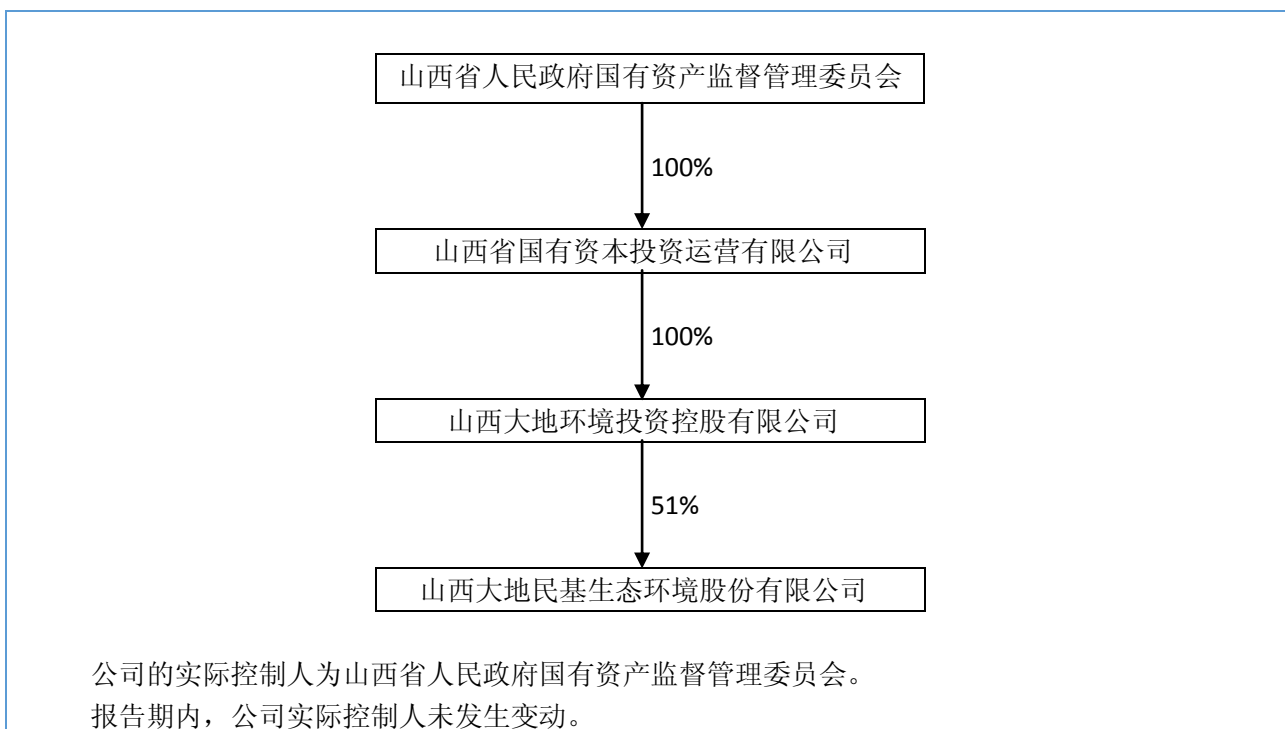 山西省人民政府国有资产监督管理委员会
100%
山西省国有资本投资运营有限公司
100%
山西大地环境投资控股有限公司
51%
山西大地民基生态环境股份有限公司
公司的实际控制人为山西省人民政府国有资产监督管理委员会。
报告期内，公司实际控制人未发生变动。